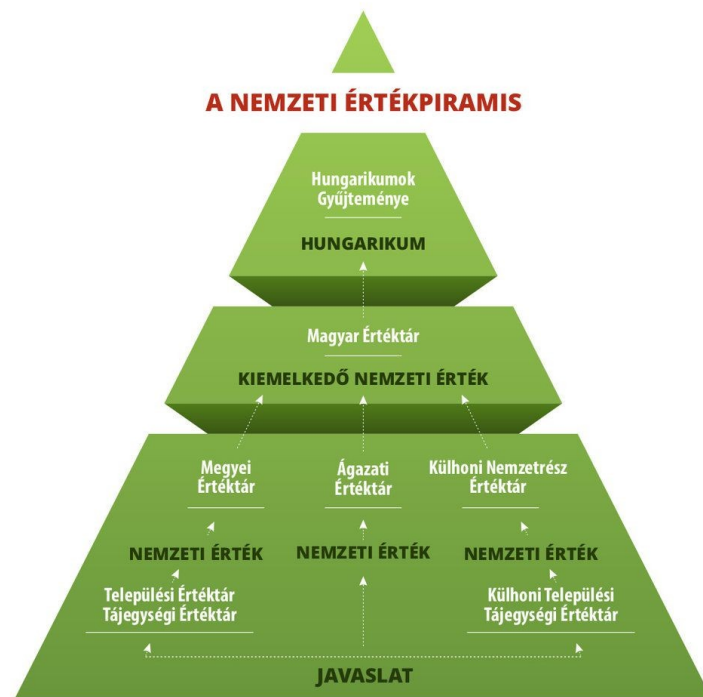 A NEMZETI ÉRTÉKPIRAMIS
Hungarikumok
Gyűjteménye
HUNGARIKUM
Magyar Értéktár
KIEMELKEDŐ NEMZETI ÉRTÉK
Megyei
Értéktár
Ágazati
Értéktár
Külhoni Nemzetrész
Értéktár
NEMZETI ÉRTÉK
NEMZETI ÉRTÉK
NEMZETI ÉRTÉK
Települési Értéktár
Tájegységi Értéktár
Külhoni Települési
Tájegységi Értéktár
JAVASLAT